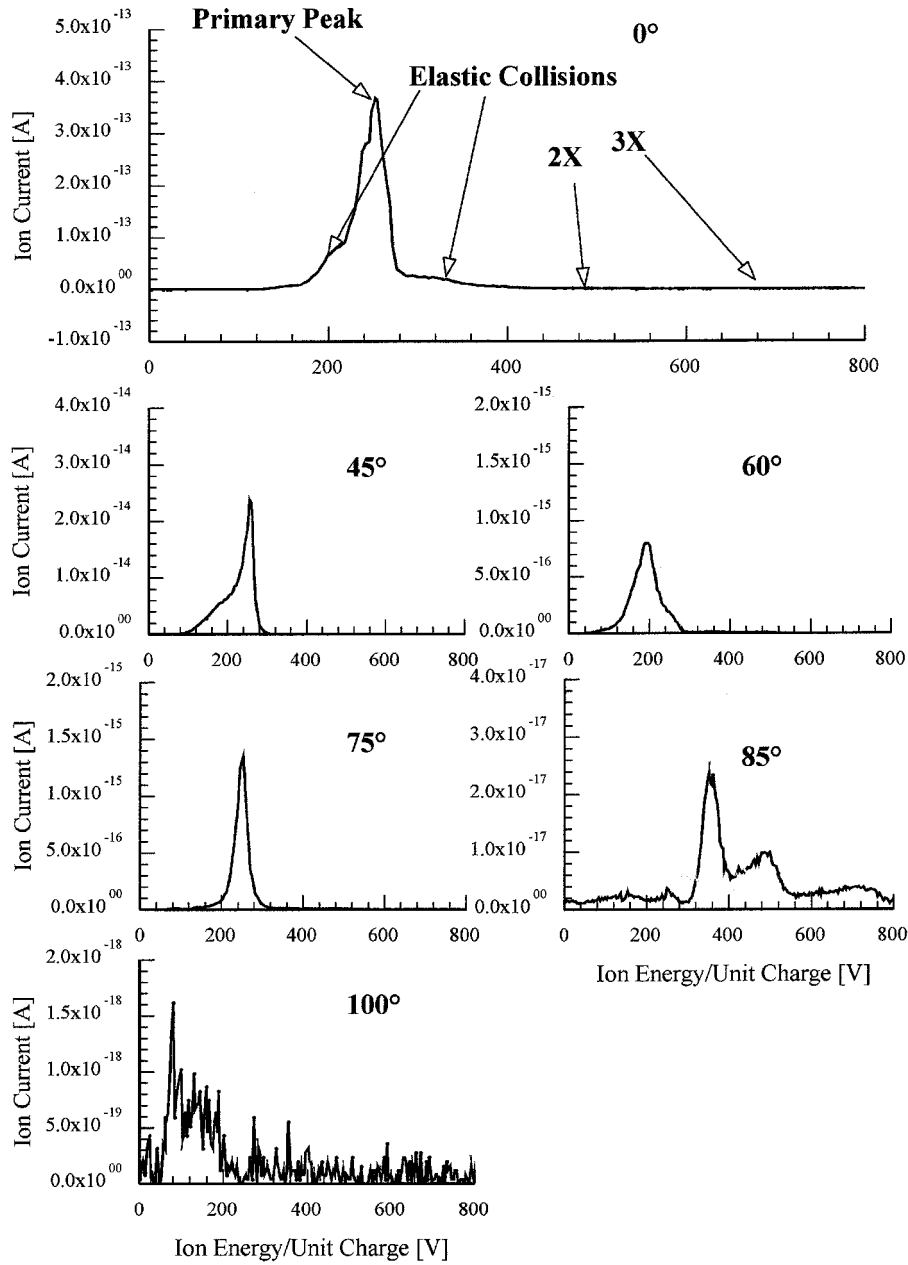 Primary Peak
0°
Elastic Collisions
2X
3X
Ion Current [A]
5.0x10 -13
4.0x10 -13
3.0x10 -13
2.0x10 -13
1.0x10 -13
0.0x10 00
-1.0x10 -13
0 200 400 600 800
45°
Ion Current [A]
4.0x10 -14
3.0x10 -14
2.0x10 -14
1.0x10 -14
0.0x10 00
0 200 400 600 800
60°
2.0x10 -15
1.5x10 -15
1.0x10 -15
5.0x10 -16
0.0x10 00
0 200 400 600 800
75°
Ion Current [A]
2.0x10 -15
1.5x10 -15
1.0x10 -15
5.0x10 -16
0.0x10 00
0 200 400 600 800
85°
4.0x10 -17
3.0x10 -17
2.0x10 -17
1.0x10 -17
0.0x10 00
0 200 400 600 800
Ion Energy/Unit Charge [V]
100°
Ion Current [A]
2.0x10 -18
1.5x10 -18
1.0x10 -18
5.0x10 -19
0.0x10 00
0 200 400 600 800
Ion Energy/Unit Charge [V]